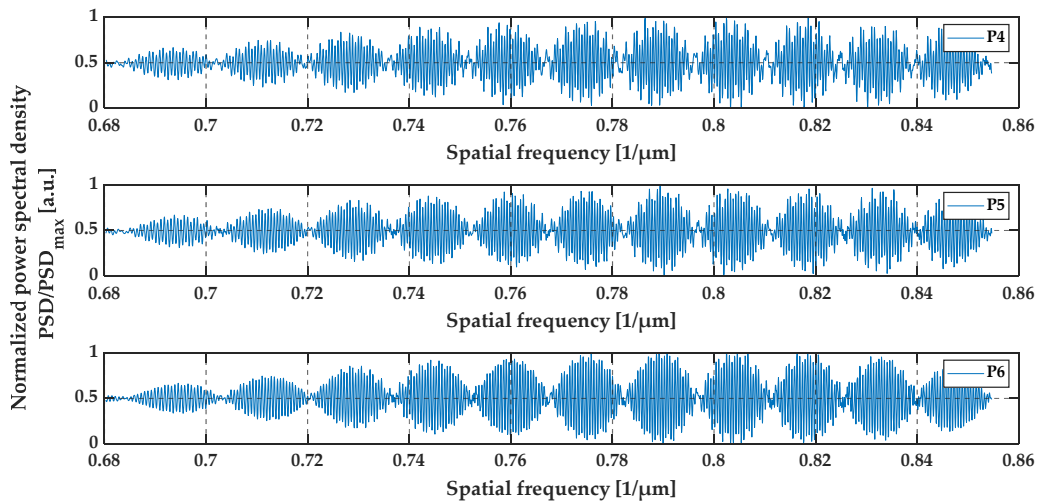 Normalized power spectral density
PSD/PSD_max [a.u.]
1
0.5
0
P4
0.68 0.7 0.72 0.74 0.76 0.78 0.8 0.82 0.84 0.86
Spatial frequency [1/μm]
1
0.5
0
P5
0.68 0.7 0.72 0.74 0.76 0.78 0.8 0.82 0.84 0.86
Spatial frequency [1/μm]
1
0.5
0
P6
0.68 0.7 0.72 0.74 0.76 0.78 0.8 0.82 0.84 0.86
Spatial frequency [1/μm]